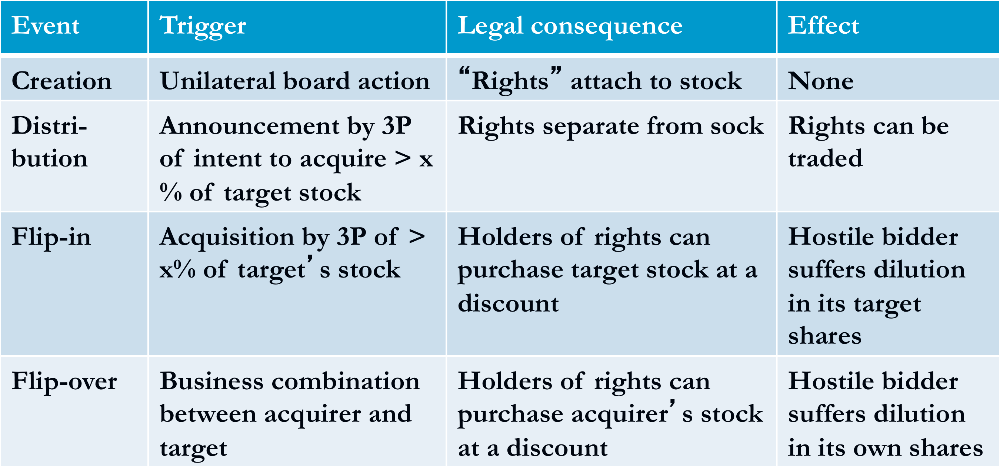 Event
Trigger
Legal consequence
Effect
Creation
Unilateral board action
“Rights” attach to stock
None
Distri-
bution
Announcement by 3P
of intent to acquire > x
% of target stock
Rights separate from sock
Rights can be
traded
Flip-in
Acquisition by 3P of >
x% of target’s stock
Holders of rights can
purchase target stock at a
discount
Hostile bidder
suffers dilution
in its target
shares
Flip-over
Business combination
between acquirer and
target
Holders of rights can
purchase acquirer’s stock
at a discount
Hostile bidder
suffers dilution
in its own shares